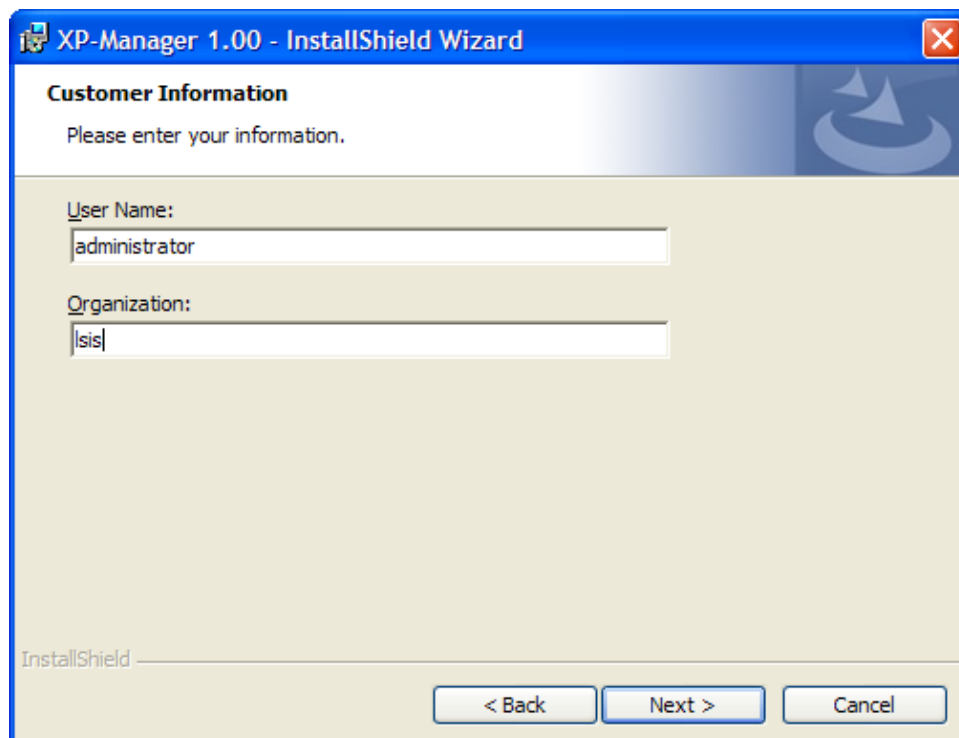 XP-Manager 1.00 - InstallShield Wizard
Customer Information
Please enter your information.
User Name:
administrator
Organization:
lsis
InstallShield
< Back Next > Cancel